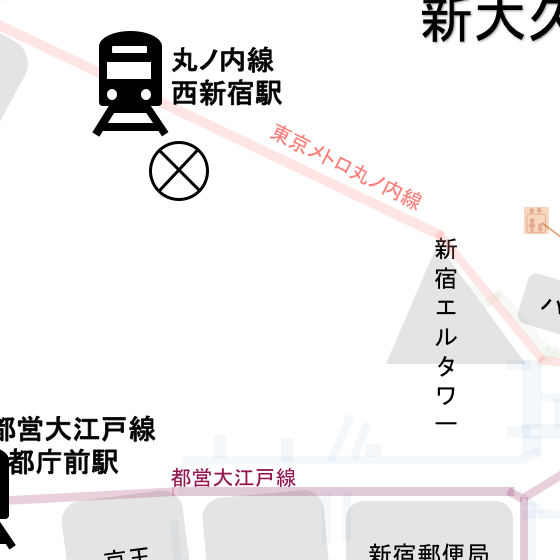 新大久
丸ノ内線
西新宿駅
東京メトロ丸ノ内線
新宿エルタワー
都営大江戸線
都庁前駅
都営大江戸線
京王
新宿郵便局